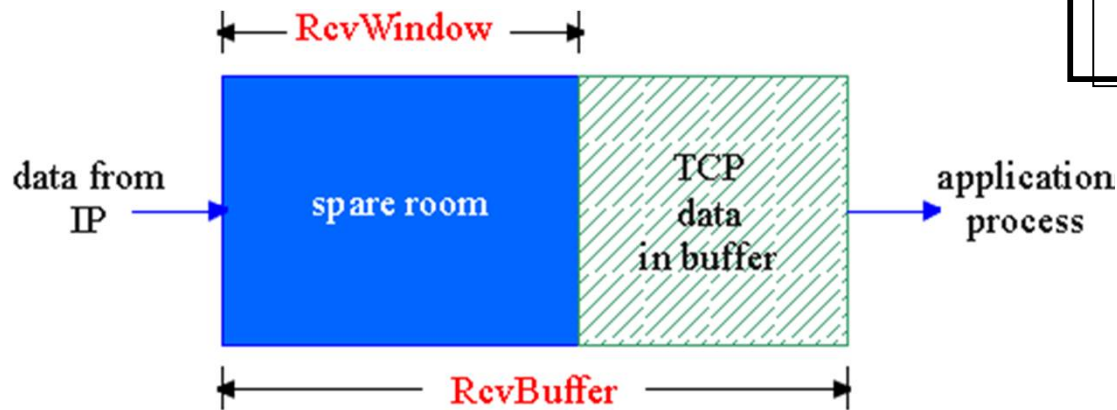 RcvWindow
data from
IP
spare room
TCP
data
in buffer
application
process
RcvBuffer